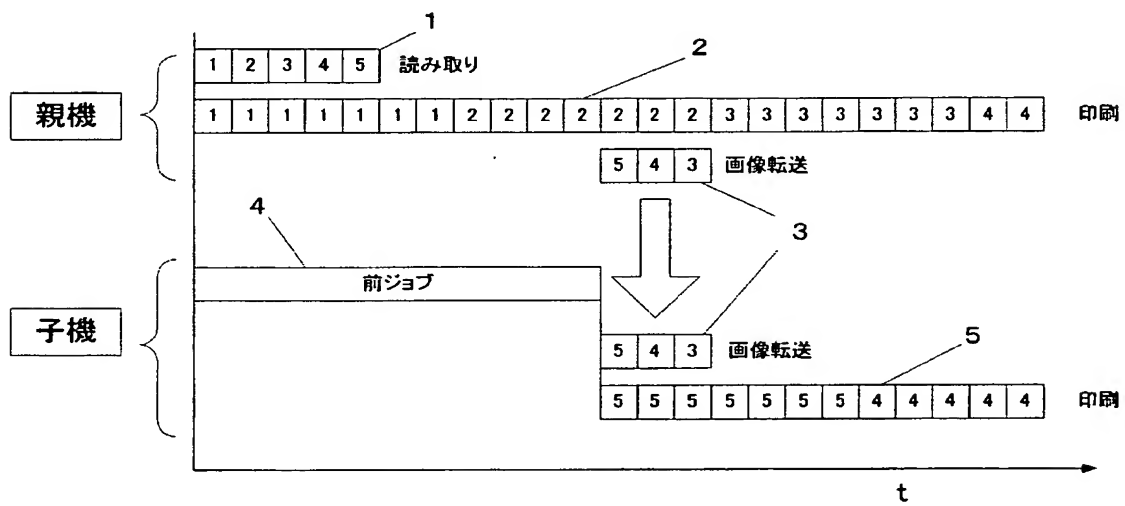 1
1 2 3 4 5 読み取り
2
親機
1 1 1 1 1 1 1 2 2 2 2 2 2 2 3 3 3 3 3 3 3 4 4 印刷
5 4 3 画像転送
4
3
前ジョブ
子機
5 4 3 画像転送
5
5 5 5 5 5 5 5 4 4 4 4 4 印刷
t